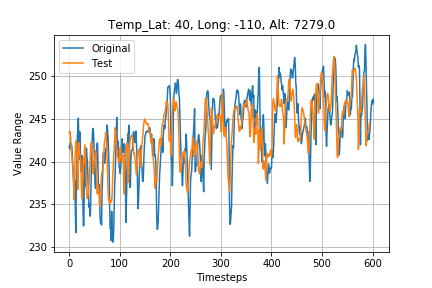 Temp_Lat: 40, Long: -110, Alt: 7279.0
Original
Test
Value Range
250
245
240
235
230
0 100 200 300 400 500 600
Timesteps